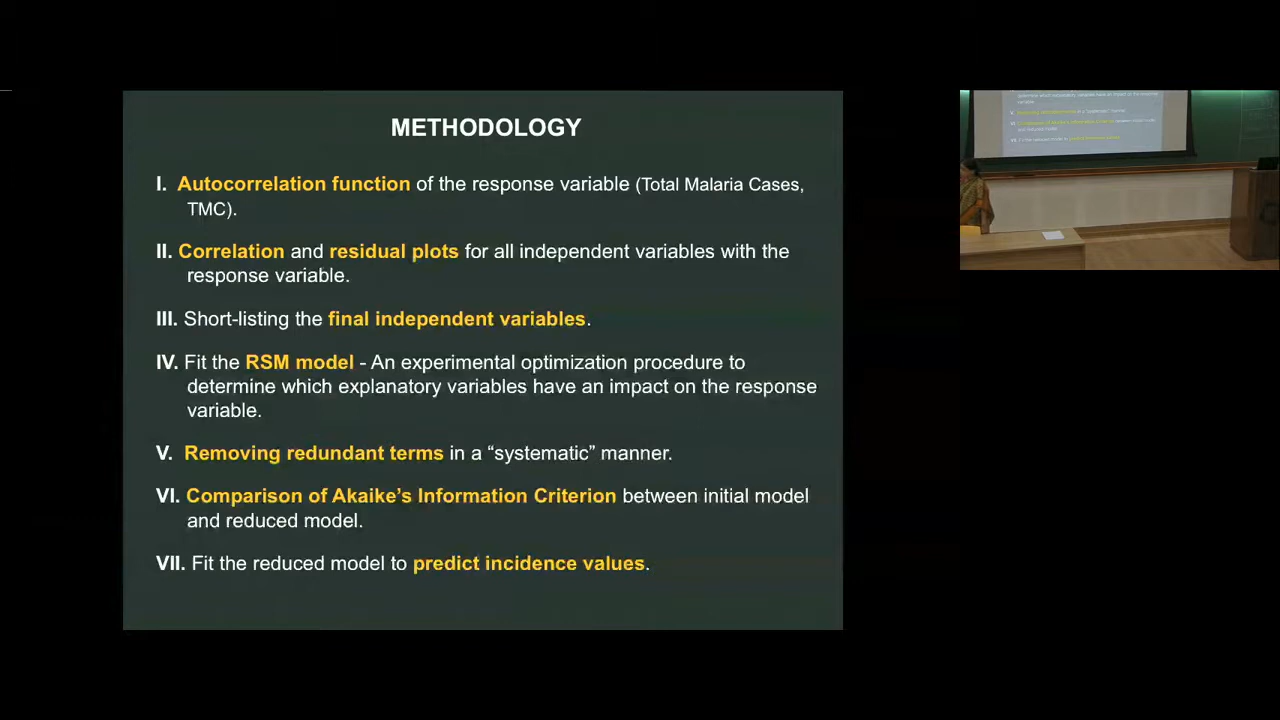 METHODOLOGY
I. Autocorrelation function of the response variable (Total Malaria Cases,
TMC).
II. Correlation and residual plots for all independent variables with the
response variable.
III. Short-listing the final independent variables.
IV. Fit the RSM model - An experimental optimization procedure to
determine which explanatory variables have an impact on the response
variable.
V. Removing redundant terms in a “systematic” manner.
VI. Comparison of Akaike’s Information Criterion between initial model
and reduced model.
VII. Fit the reduced model to predict incidence values.